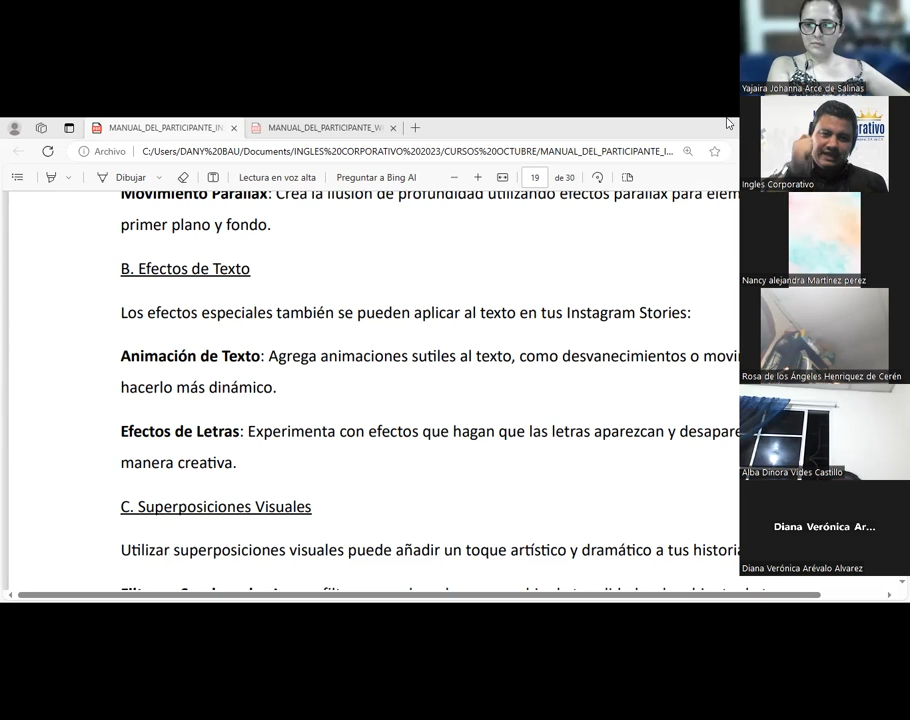 MANUAL_DEL_PARTICIPANTE_IN
MANUAL_DEL_PARTICIPANTE_W
Archivo
C:/Users/DANY%20BAU/Documents/INGLES%20CORPORATIVO%202023/CURSOS%20OCTUBRE/MANUAL_DEL_PARTICIPANTE_I...
Dibujar
Lectura en voz alta
Preguntar a Bing AI
19
de 30
Movimiento Parallax: Crea la ilusión de profundidad utilizando efectos parallax para elem
primer plano y fondo.
B. Efectos de Texto
Los efectos especiales también se pueden aplicar al texto en tus Instagram Stories:
Animación de Texto: Agrega animaciones sutiles al texto, como desvanecimientos o movi
hacerlo más dinámico.
Efectos de Letras: Experimenta con efectos que hagan que las letras aparezcan y desapare
manera creativa.
C. Superposiciones Visuales
Utilizar superposiciones visuales puede añadir un toque artístico y dramático a tus historia
Yajaira Johanna Arce de Salinas
Ingles Corporativo
Nancy alejandra Martinez perez
Rosa de los Ángeles Henriquez de Cerén
Alba Dinora Vides Castillo
Diana Verónica Ar...
Diana Verónica Arévalo Alvarez